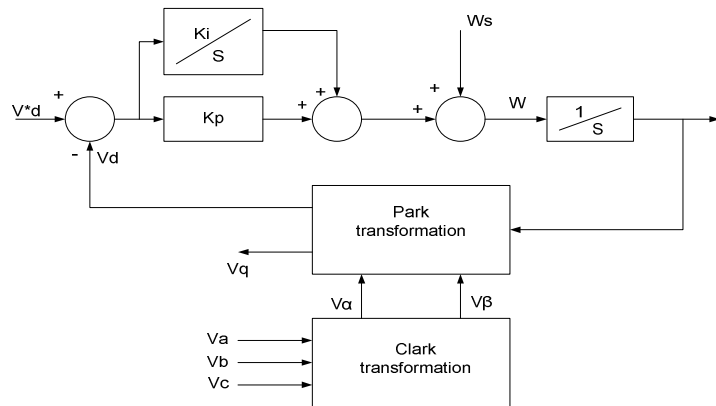 Ki
S
Ws
+
+
+
V*d
+
Kp
+
W
1
S
-
Vd
Park
transformation
Vq
Vα
Vβ
Va
Vb
Vc
Clark
transformation